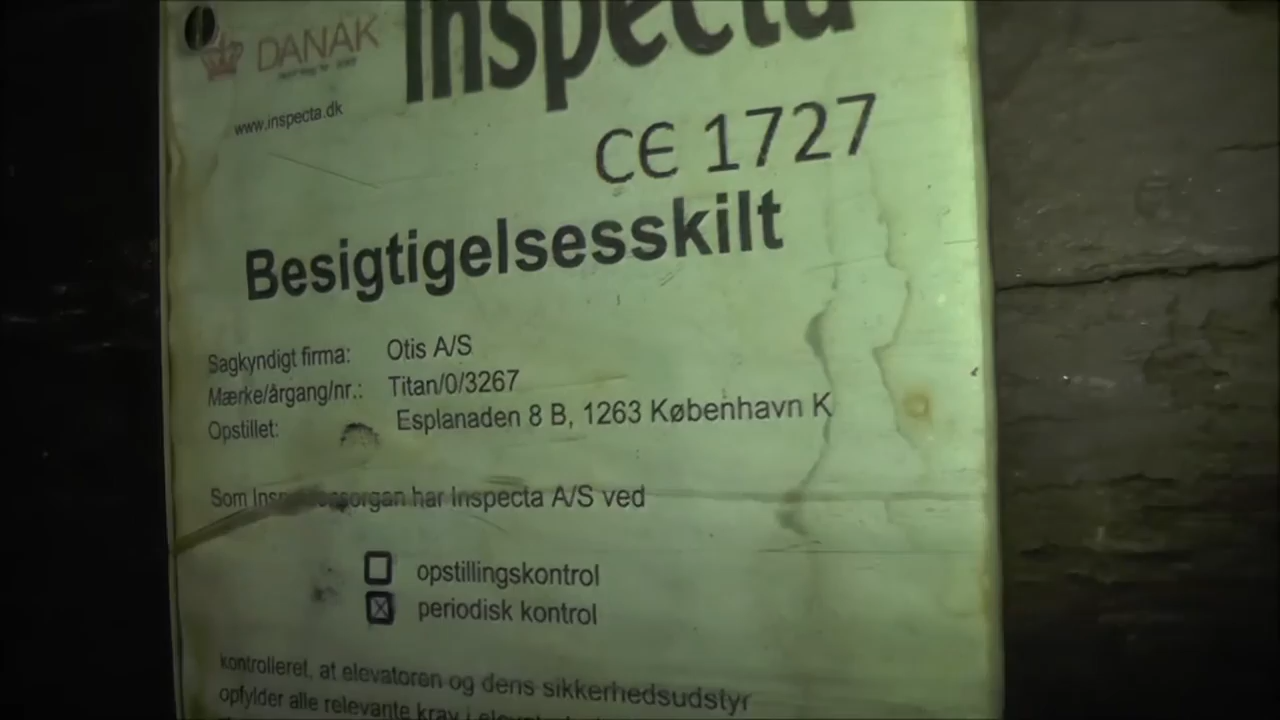 DANAK
Inspecta
www.inspecta.dk
CE 1727
Besigtigelsesskilt
Sagkyndigt firma: Otis A/S
Mærke/årgang/nr.: Titan/0/3267
Opstillet: Esplanaden 8 B, 1263 København K
Som har Inspecta A/S ved
opstillingskontrol
periodisk kontrol
kontrolleret, at elevatoren og dens sikkerhedsudstyr
opfylder alle relevante krav i